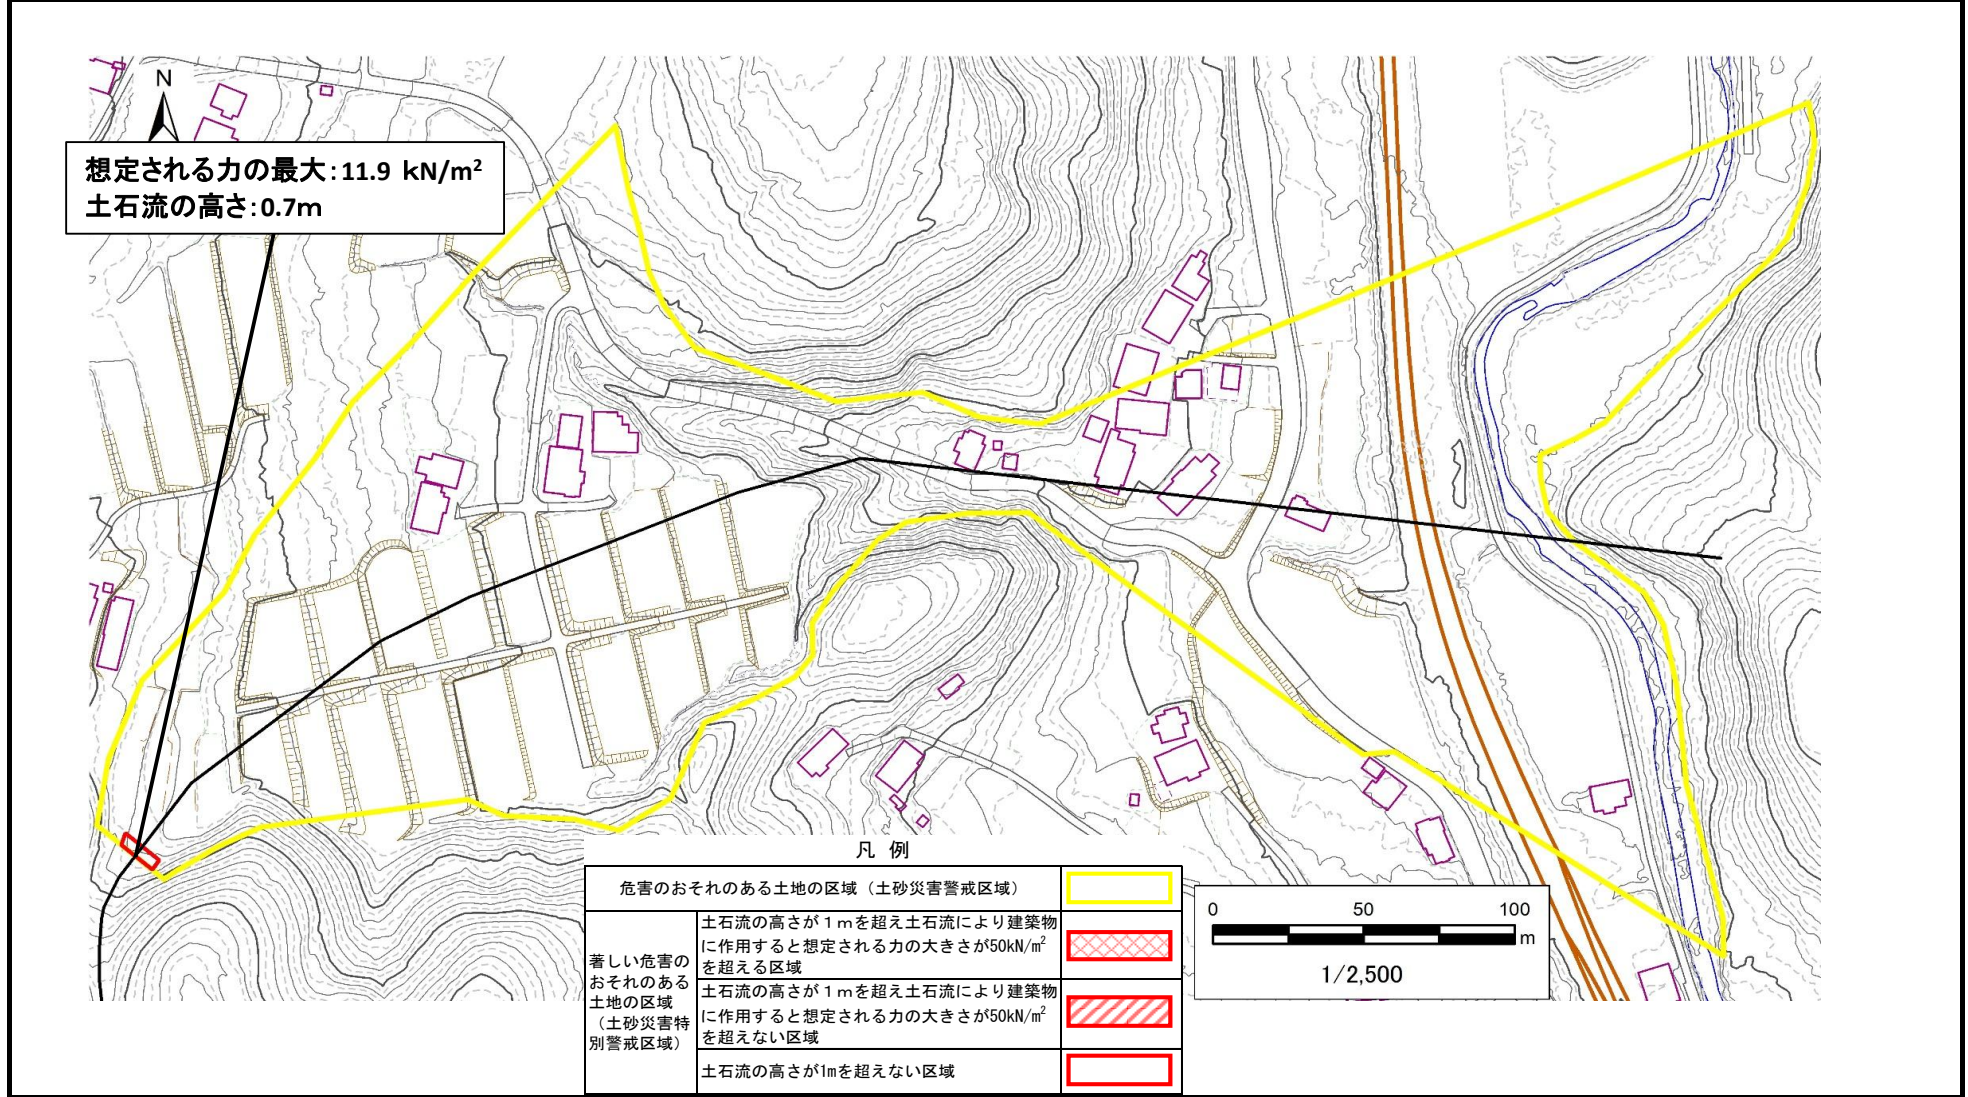 N
想定される力の最大：11.9 kN/m²
土石流の高さ：0.7m
凡 例
危害のおそれのある土地の区域（土砂災害警戒区域）
著しい危害の
おそれのある
土地の区域
（土砂災害特
別警戒区域）
土石流の高さが１ｍを超え土石流により建築物
に作用すると想定される力の大きさが50kN/m²
を超える区域
土石流の高さが１ｍを超え土石流により建築物
に作用すると想定される力の大きさが50kN/m²
を超えない区域
土石流の高さが1mを超えない区域
0 50 100
m
1/2,500